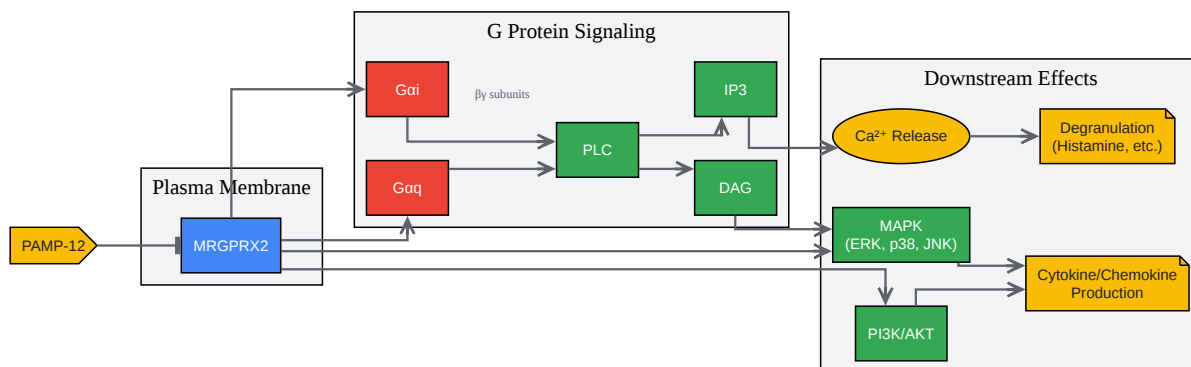 G Protein Signaling
Gαi
βγ subunits
IP3
PLC
Gαq
DAG
Plasma Membrane
PAMP-12
MRGPRX2
Downstream Effects
Ca²⁺ Release
Degranulation
(Histamine, etc.)
MAPK
(ERK, p38, JNK)
Cytokine/Chemokine
Production
PI3K/AKT